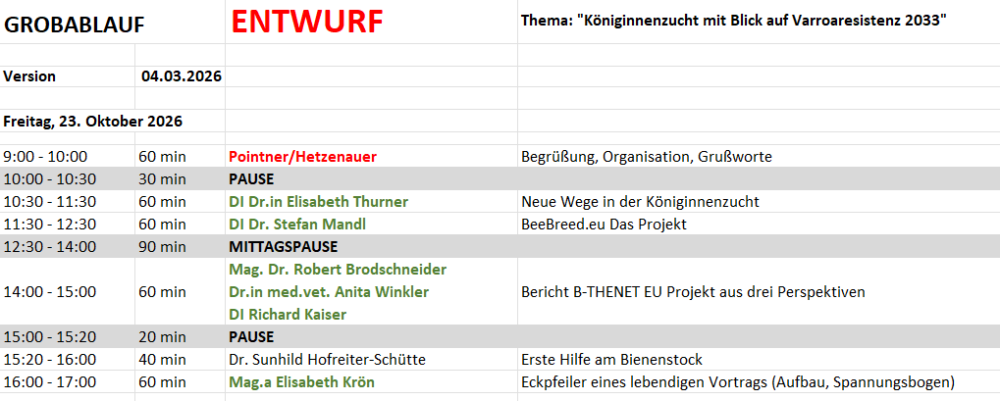 GROBABLAUF ENTWURF Thema: "Königinnenzucht mit Blick auf Varroaresistenz 2033"
Version 04.03.2026
Freitag, 23. Oktober 2026
9:00 - 10:00 60 min Pointner/Hetzenauer Begrüßung, Organisation, Grußworte
10:00 - 10:30 30 min PAUSE
10:30 - 11:30 60 min DI Dr.in Elisabeth Thurner Neue Wege in der Königinnenzucht
11:30 - 12:30 60 min DI Dr. Stefan Mandl BeeBreed.eu Das Projekt
12:30 - 14:00 90 min MITTAGSPAUSE
14:00 - 15:00 60 min Mag. Dr. Robert Brodschneider
Dr.in med.vet. Anita Winkler
DI Richard Kaiser
Bericht B-THENET EU Projekt aus drei Perspektiven
15:00 - 15:20 20 min PAUSE
15:20 - 16:00 40 min Dr. Sunhild Hofreiter-Schütte Erste Hilfe am Bienenstock
16:00 - 17:00 60 min Mag.a Elisabeth Krön Eckpfeiler eines lebendigen Vortrags (Aufbau, Spannungsbogen)